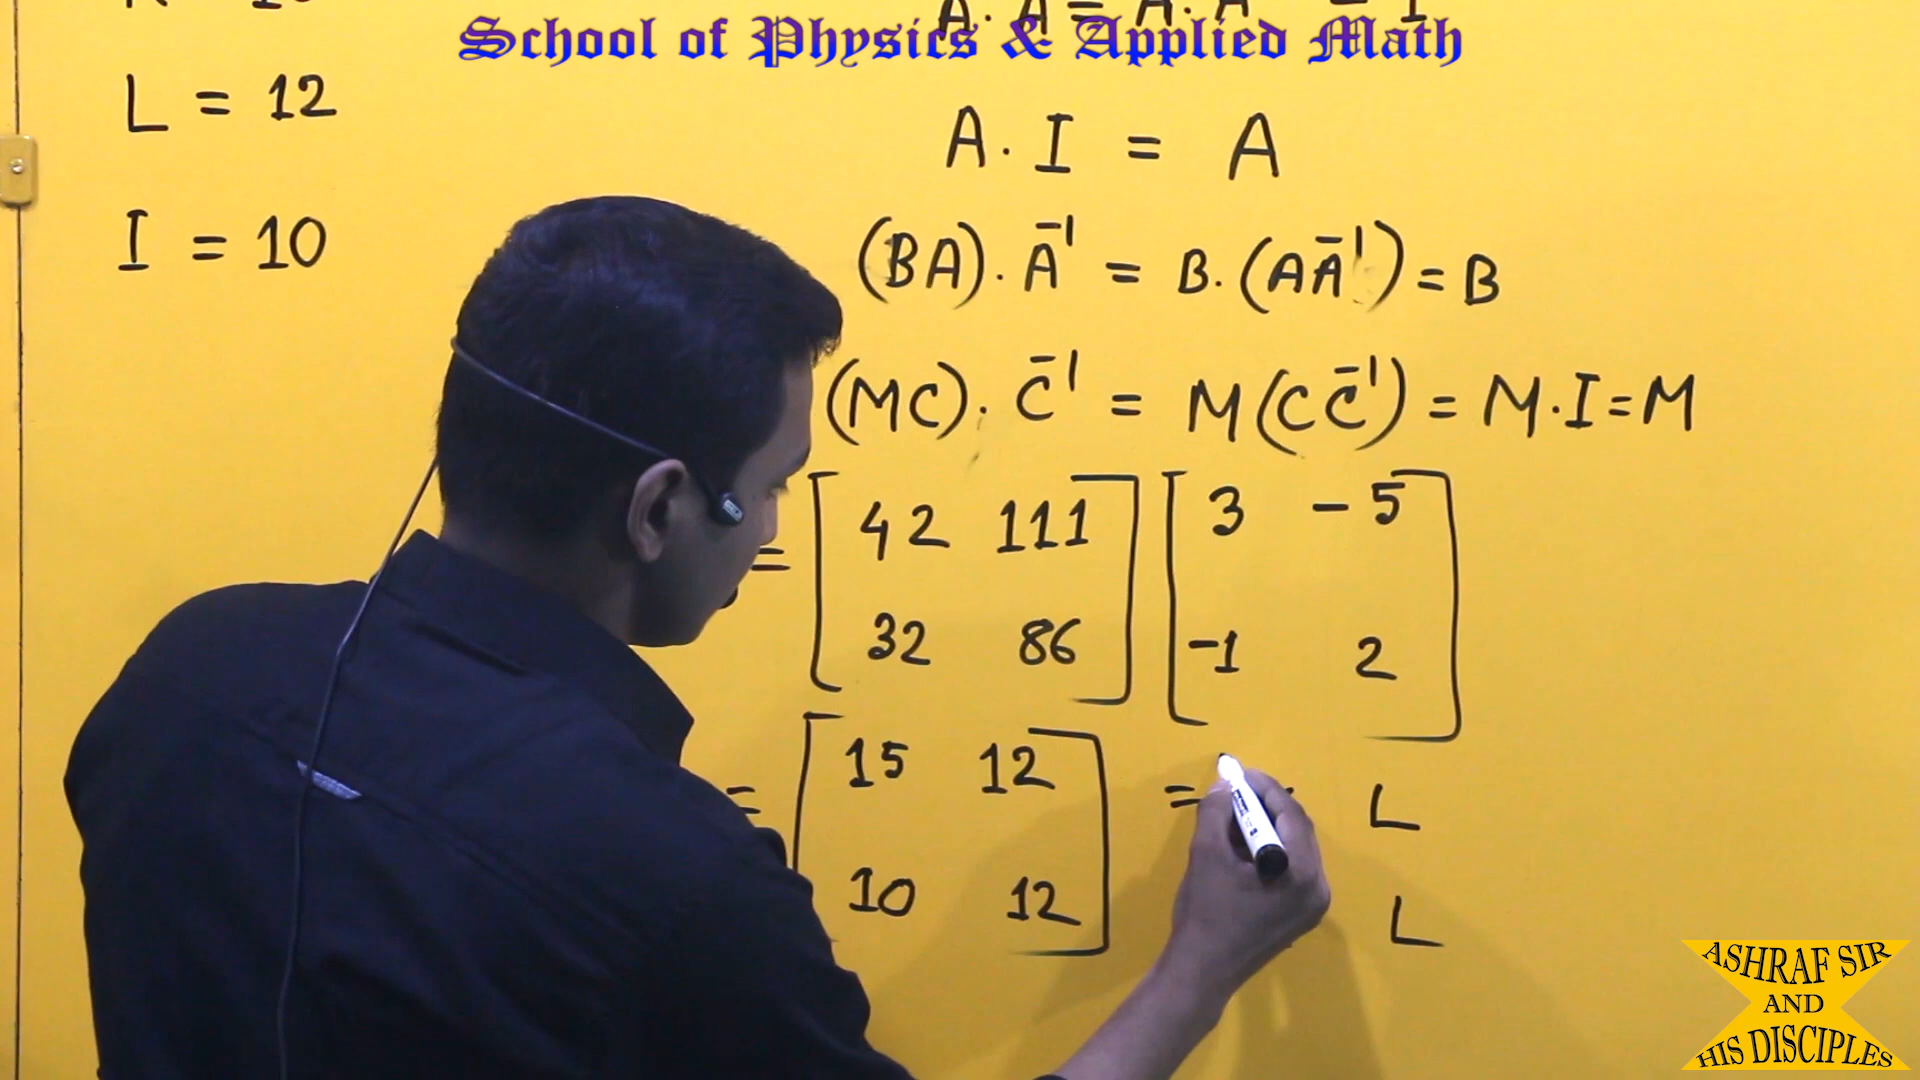 School of Physics & Applied Math
L = 12
I = 10
A · I = A
(BA) · A⁻¹ = B · (AA⁻¹) = B
(MC) · C⁻¹ = M(CC⁻¹) = M · I = M
= [42 111] [3 -5]
[32 86] [-1 2]
= [15 12] = L
[10 12] L
ASHRAF SIR
AND
HIS DISCIPLES